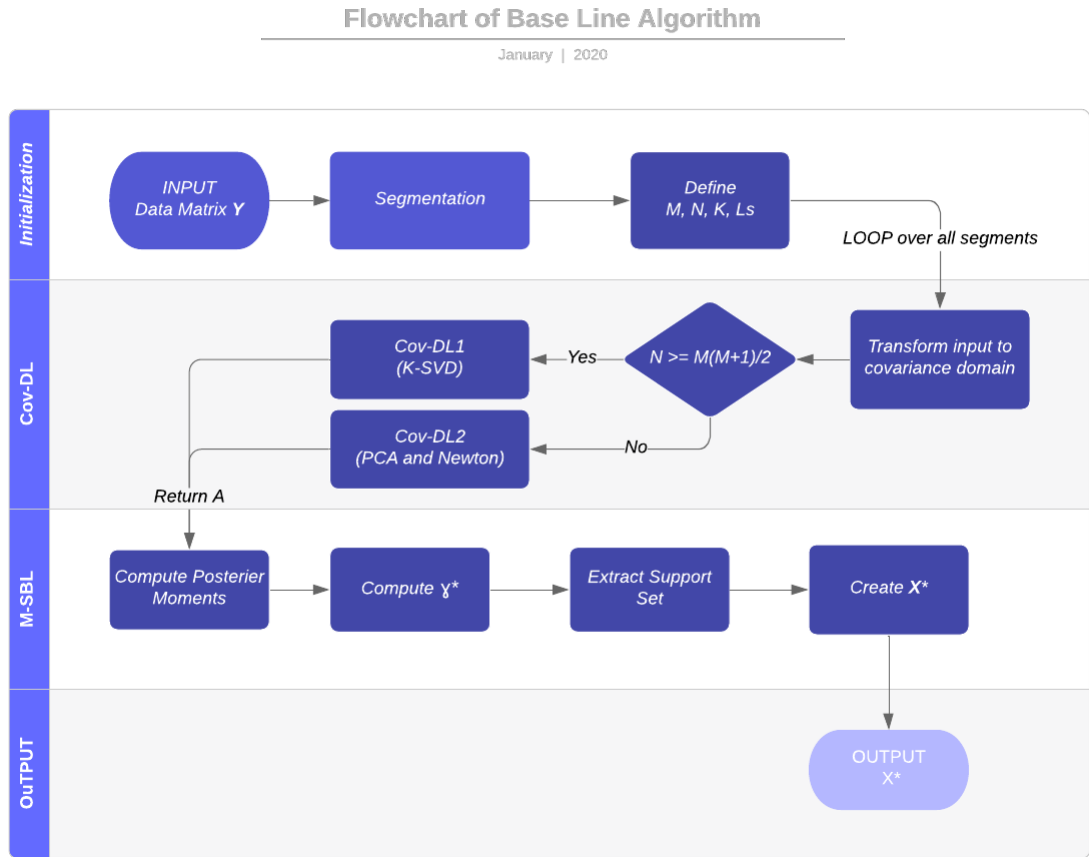 Flowchart of Base Line Algorithm
January | 2020
Initialization
INPUT
Data Matrix Y
Segmentation
Define
M, N, K, Ls
LOOP over all segments
Cov-DL
Transform input to
covariance domain
N >= M(M+1)/2
Yes
Cov-DL1
(K-SVD)
No
Cov-DL2
(PCA and Newton)
Return A
M-SBL
Compute Posterier
Moments
Compute ɣ*
Extract Support
Set
Create X*
OuTPUT
OUTPUT
X*